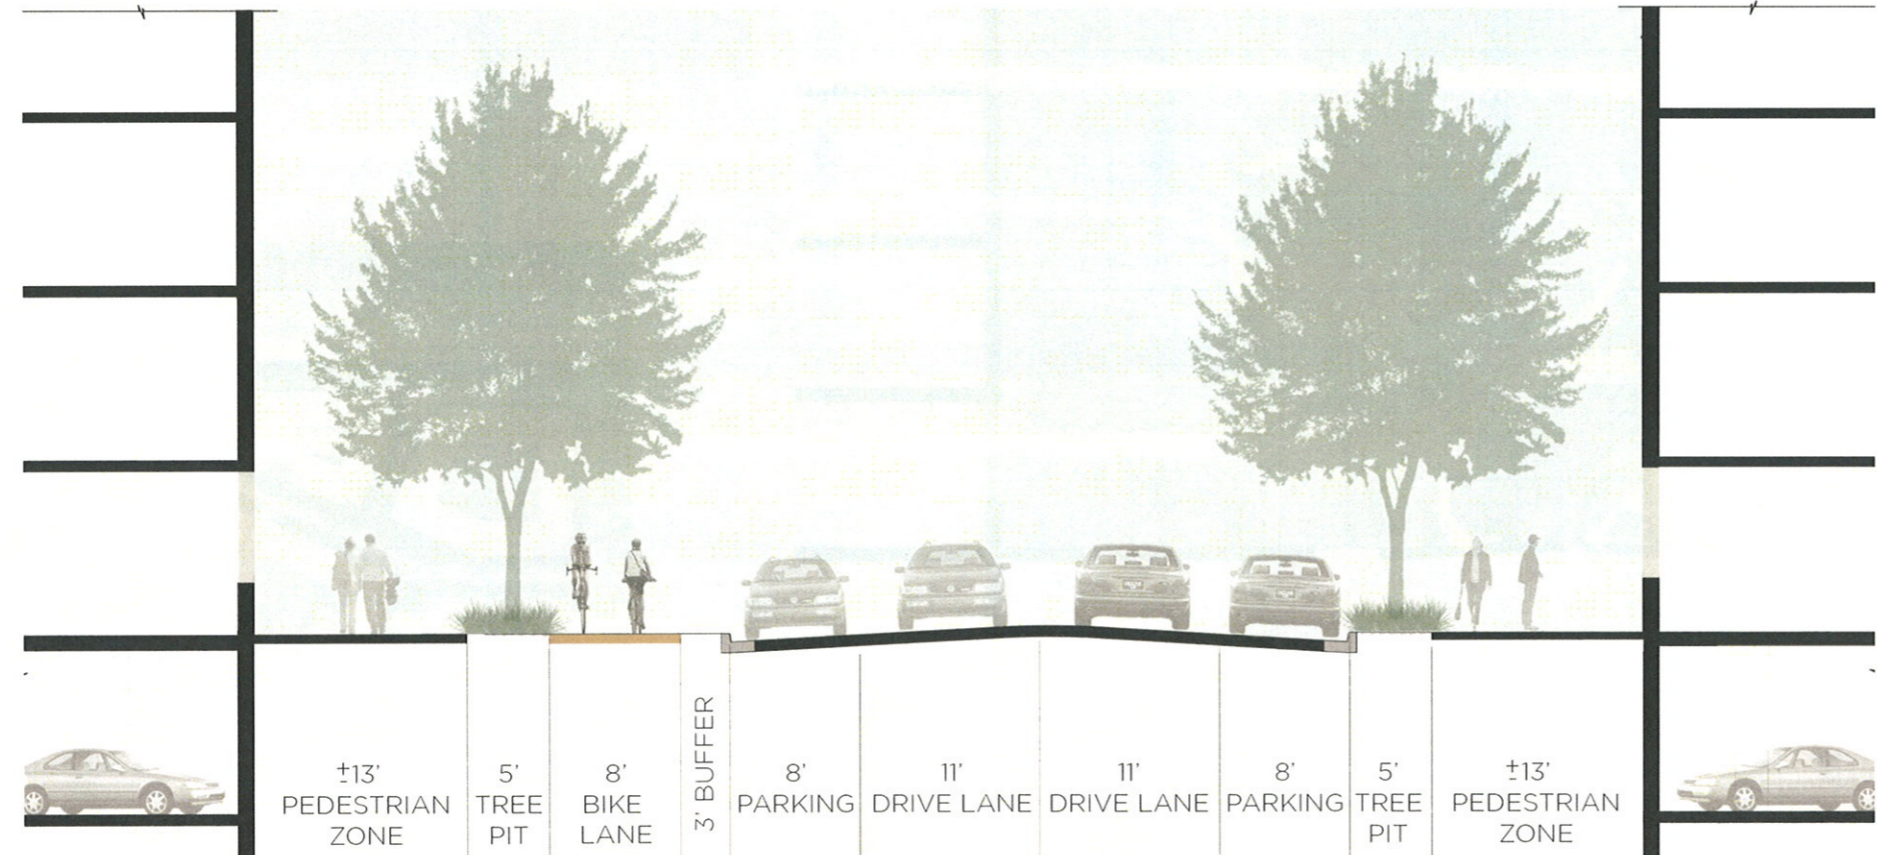 ±13'
PEDESTRIAN
ZONE
5'
TREE
PIT
8'
BIKE
LANE
3' BUFFER
8'
PARKING
11'
DRIVE LANE
11'
DRIVE LANE
8'
PARKING
5'
TREE
PIT
±13'
PEDESTRIAN
ZONE